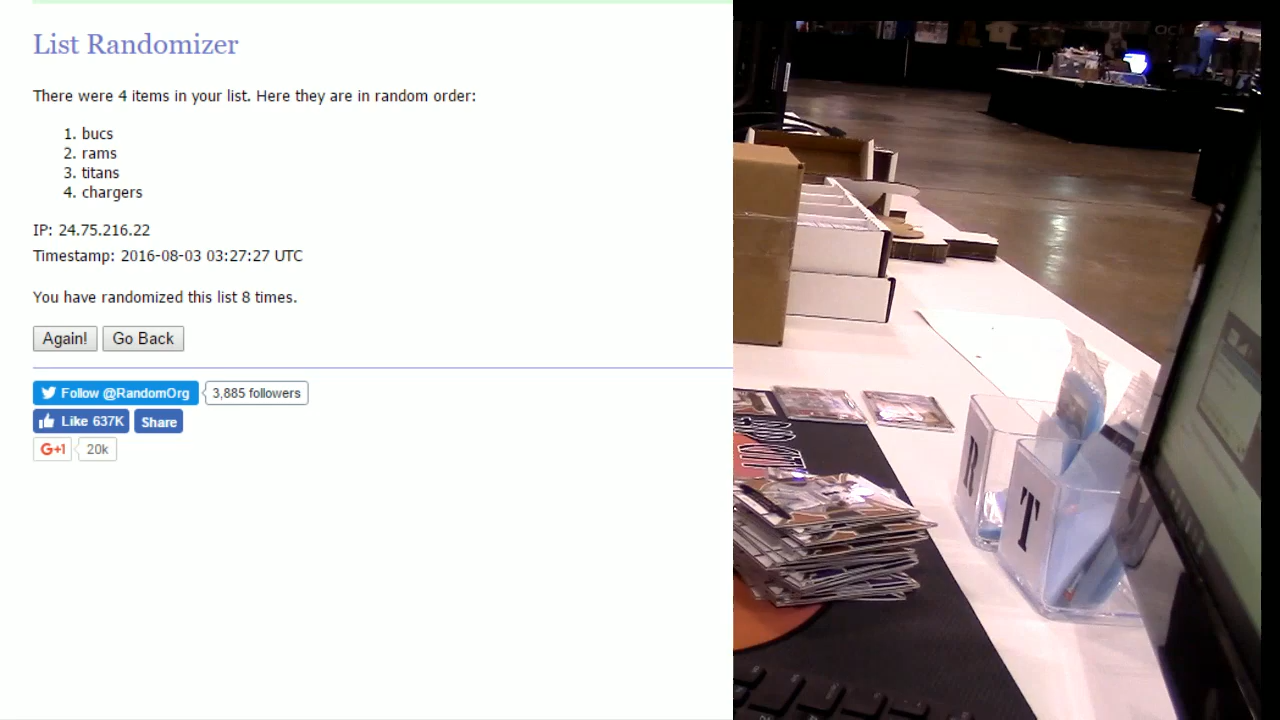 List Randomizer
There were 4 items in your list. Here they are in random order:
1. bucs
2. rams
3. titans
4. chargers
IP: 24.75.216.22
Timestamp: 2016-08-03 03:27:27 UTC
You have randomized this list 8 times.
Again! Go Back
Follow @RandomOrg 3,885 followers
Like 637K Share
G+1 20k
R
T